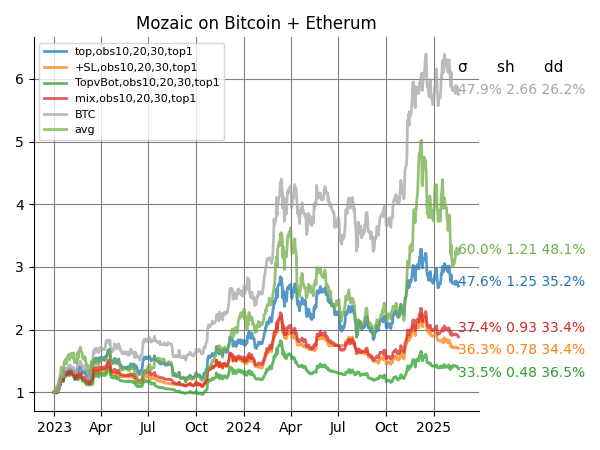 Mozaic on Bitcoin + Etherum
top,obs10,20,30,top1
+SL,obs10,20,30,top1
TopvBot,obs10,20,30,top1
mix,obs10,20,30,top1
BTC
avg
σ sh dd
47.9% 2.66 26.2%
60.0% 1.21 48.1%
47.6% 1.25 35.2%
37.4% 0.93 33.4%
36.3% 0.78 34.4%
33.5% 0.48 36.5%
6
5
4
3
2
1
2023 Apr Jul Oct 2024 Apr Jul Oct 2025